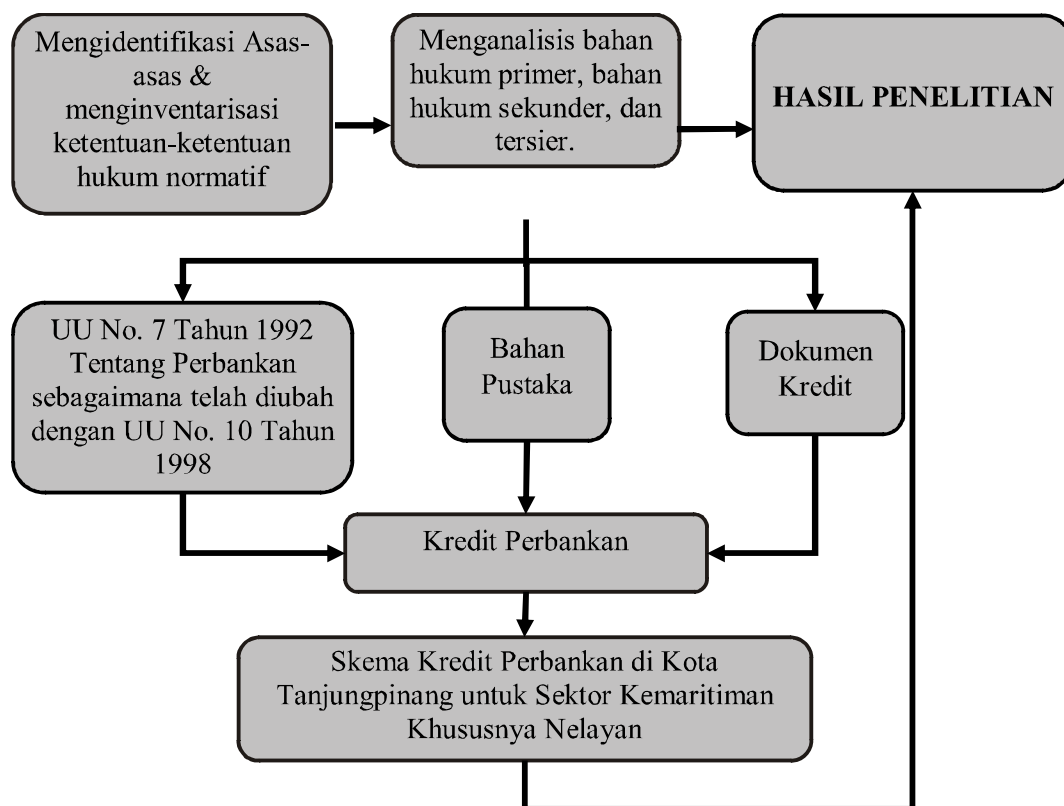 Mengidentifikasi Asas-
asas &
menginventarisasi
ketentuan-ketentuan
hukum normatif
Menganalisis bahan
hukum primer, bahan
hukum sekunder, dan
tersier.
HASIL PENELITIAN
UU No. 7 Tahun 1992
Tentang Perbankan
sebagaimana telah diubah
dengan UU No. 10 Tahun
1998
Bahan
Pustaka
Dokumen
Kredit
Kredit Perbankan
Skema Kredit Perbankan di Kota
Tanjungpinang untuk Sektor Kemaritiman
Khususnya Nelayan